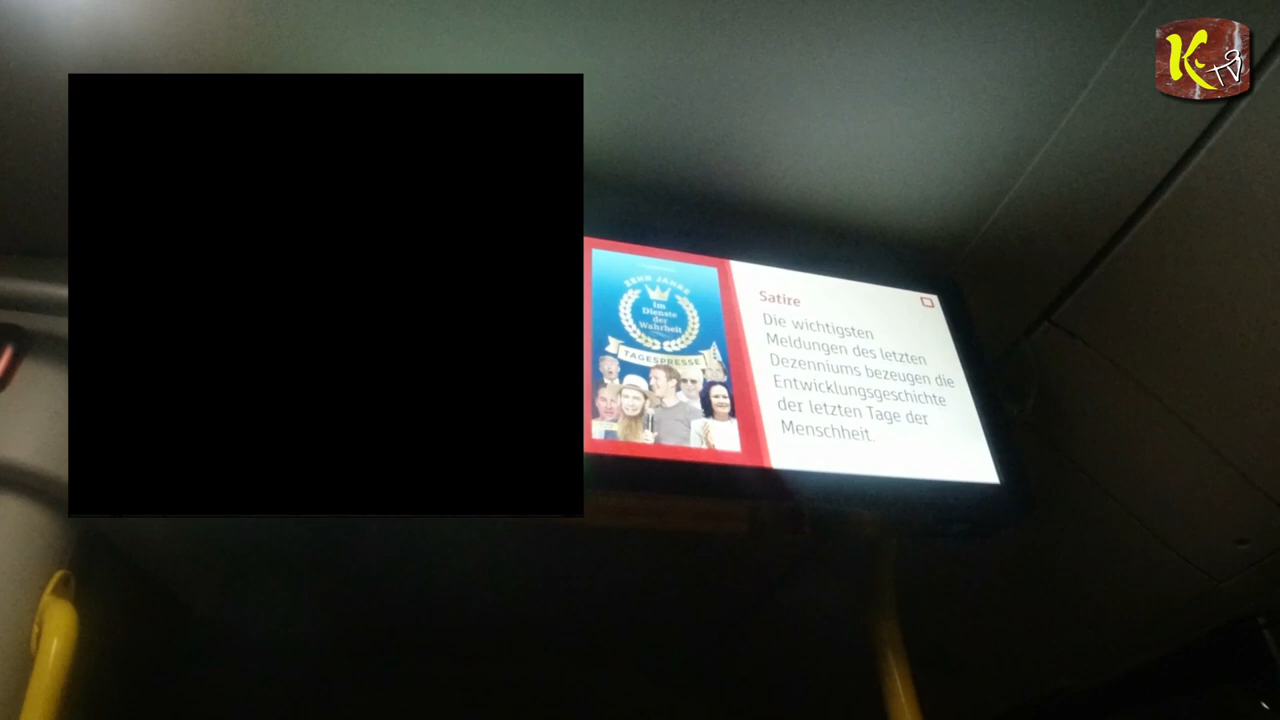 K TV
ZEHN JAHRE
Im
Dienste
der
Wahrheit
TAGESPRESSE
Satire
Die wichtigsten
Meldungen des letzten
Dezenniums bezeugen die
Entwicklungsgeschichte
der letzten Tage der
Menschheit.